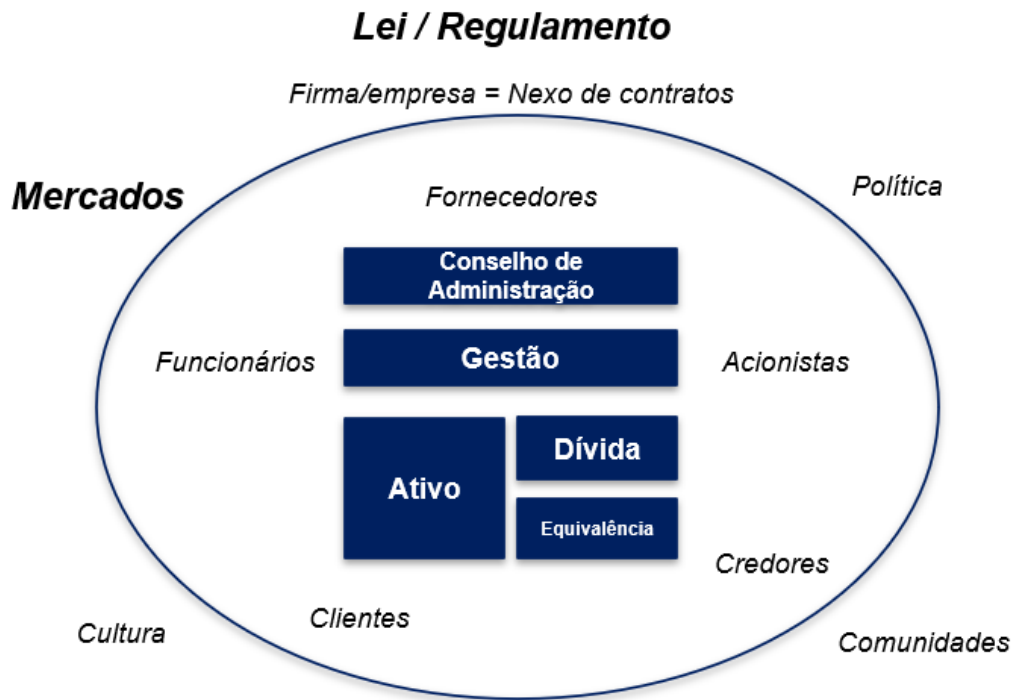 Lei / Regulamento
Firma/empresa = Nexo de contratos
Mercados
Política
Fornecedores
Conselho de
Administração
Funcionários
Gestão
Acionistas
Ativo
Dívida
Equivalência
Credores
Clientes
Cultura
Comunidades